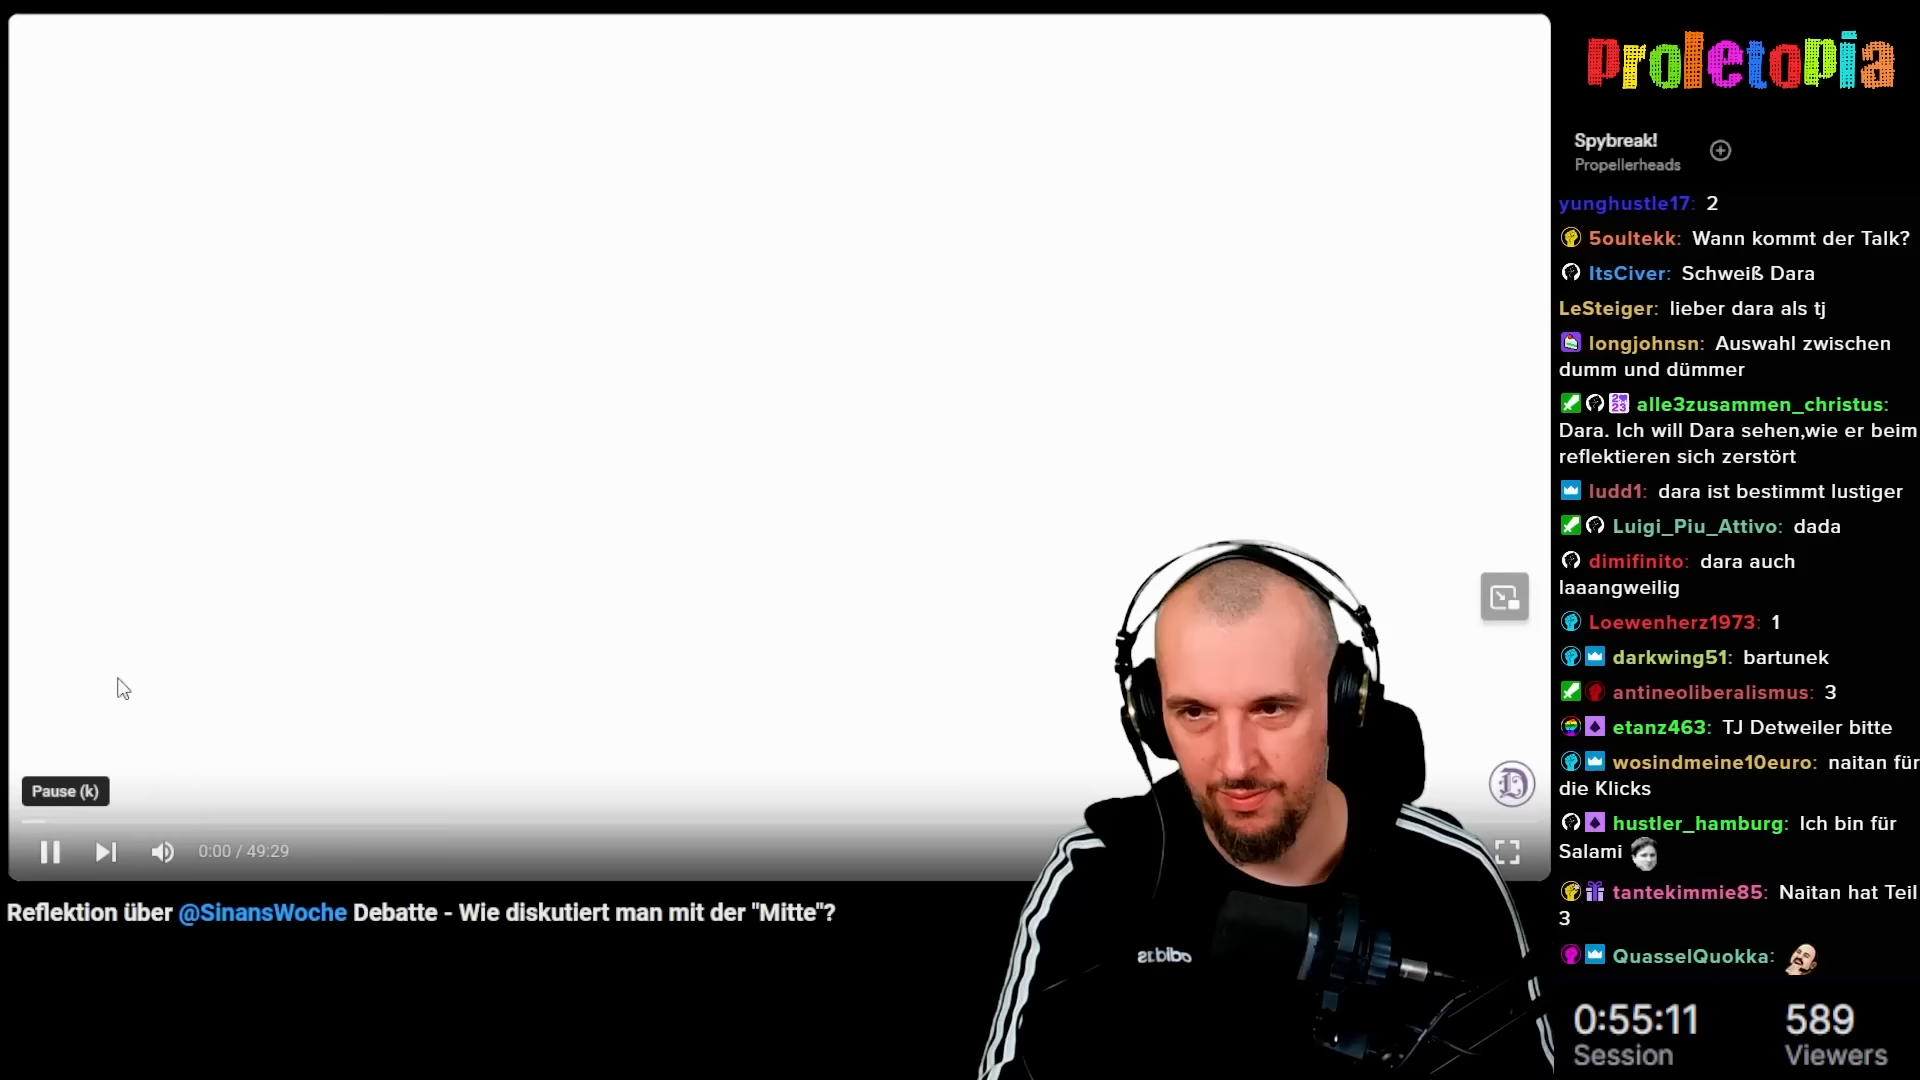 Proletopia
Spybreak!
Propellerheads
yunghustle17: 2
5oultekk: Wann kommt der Talk?
ItsCiver: Schweiß Dara
LeSteiger: lieber dara als tj
longjohnsn: Auswahl zwischen
dumm und dümmer
alle3zusammen_christus:
Dara. Ich will Dara sehen,wie er beim
reflektieren sich zerstört
ludd1: dara ist bestimmt lustiger
Luigi_Piu_Attivo: dada
dimifinito: dara auch
laaangweilig
Loewenherz1973: 1
darkwing51: bartunek
antineoliberalismus: 3
etanz463: TJ Detweiler bitte
wosindmeine10euro: naitan für
die Klicks
hustler_hamburg: Ich bin für
Salami
tantekimmie85: Naitan hat Teil
3
QuasselQuokka:
0:55:11
Session
589
Viewers
Pause (k)
0:00 / 49:29
Reflektion über @SinansWoche Debatte - Wie diskutiert man mit der "Mitte"?
adidas